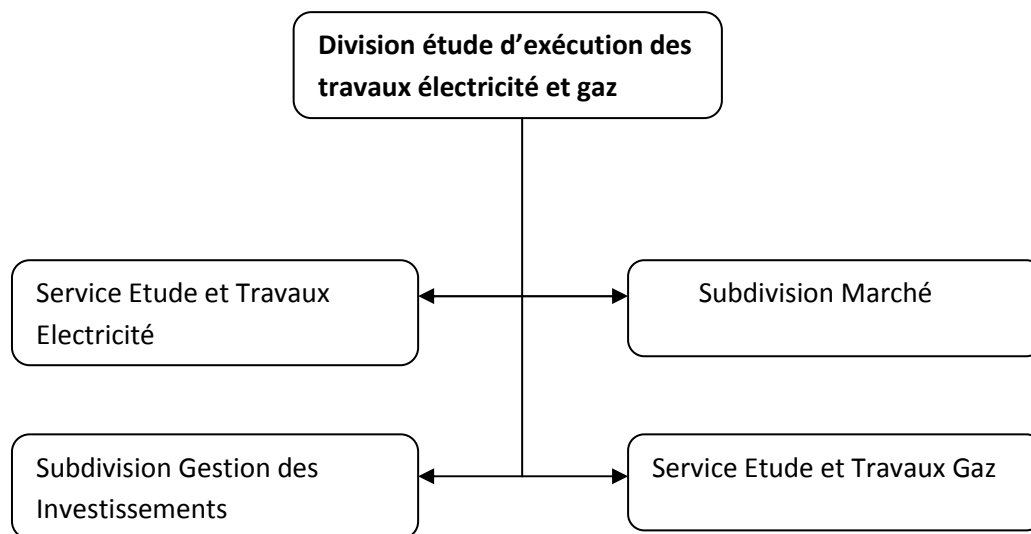 Division étude d’exécution des
travaux électricité et gaz
Service Etude et Travaux
Electricité
Subdivision Marché
Subdivision Gestion des
Investissements
Service Etude et Travaux Gaz